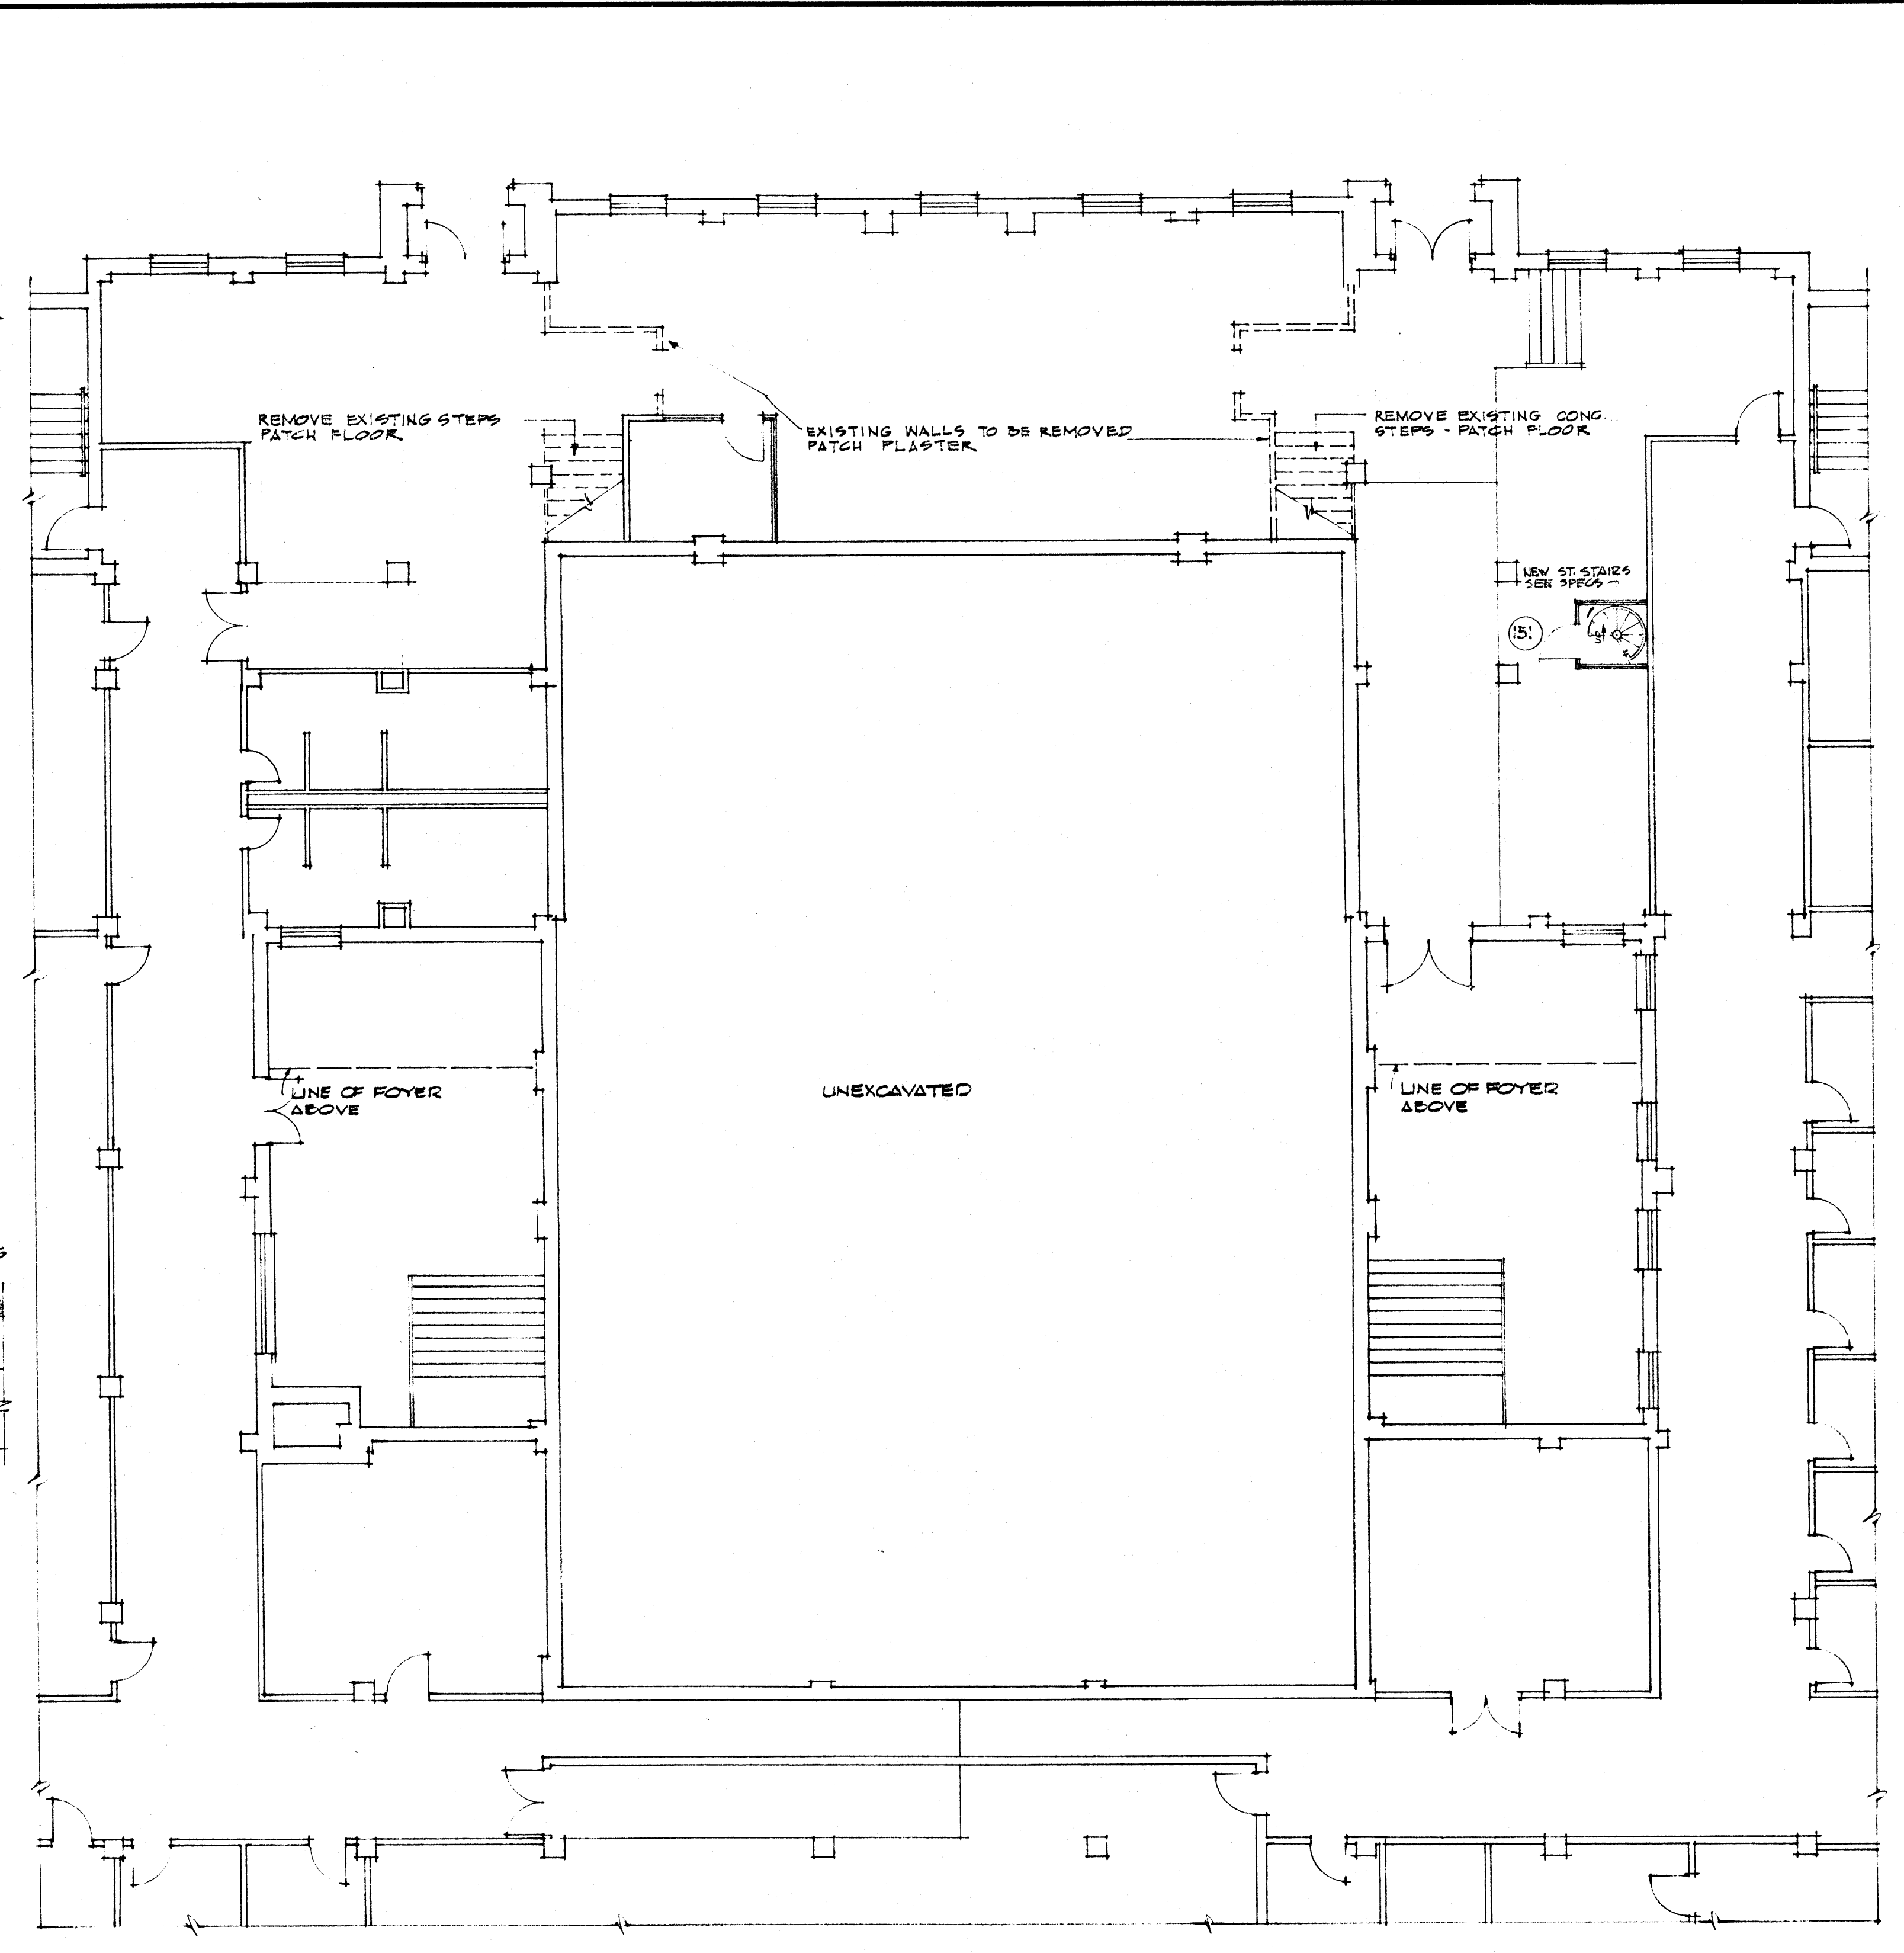 REMOVE EXISTING STEPS
PATCH FLOOR
EXISTING WALLS TO BE REMOVED
PATCH PLASTER
REMOVE EXISTING CONC.
STEPS - PATCH FLOOR
NEW ST. STAIRS
SEE SPECS -
151
LINE OF FOYER
ABOVE
UNEXCAVATED
LINE OF FOYER
ABOVE